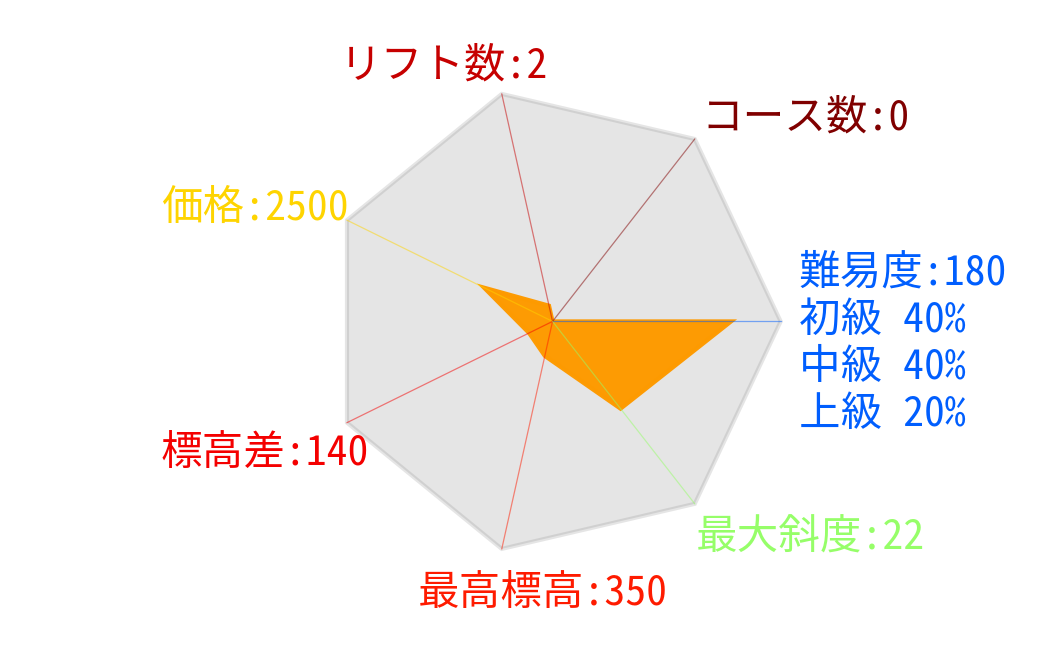 リフト数:2
コース数:0
価格:2500
難易度:180
初級 40%
中級 40%
上級 20%
標高差:140
最大斜度:22
最高標高:350